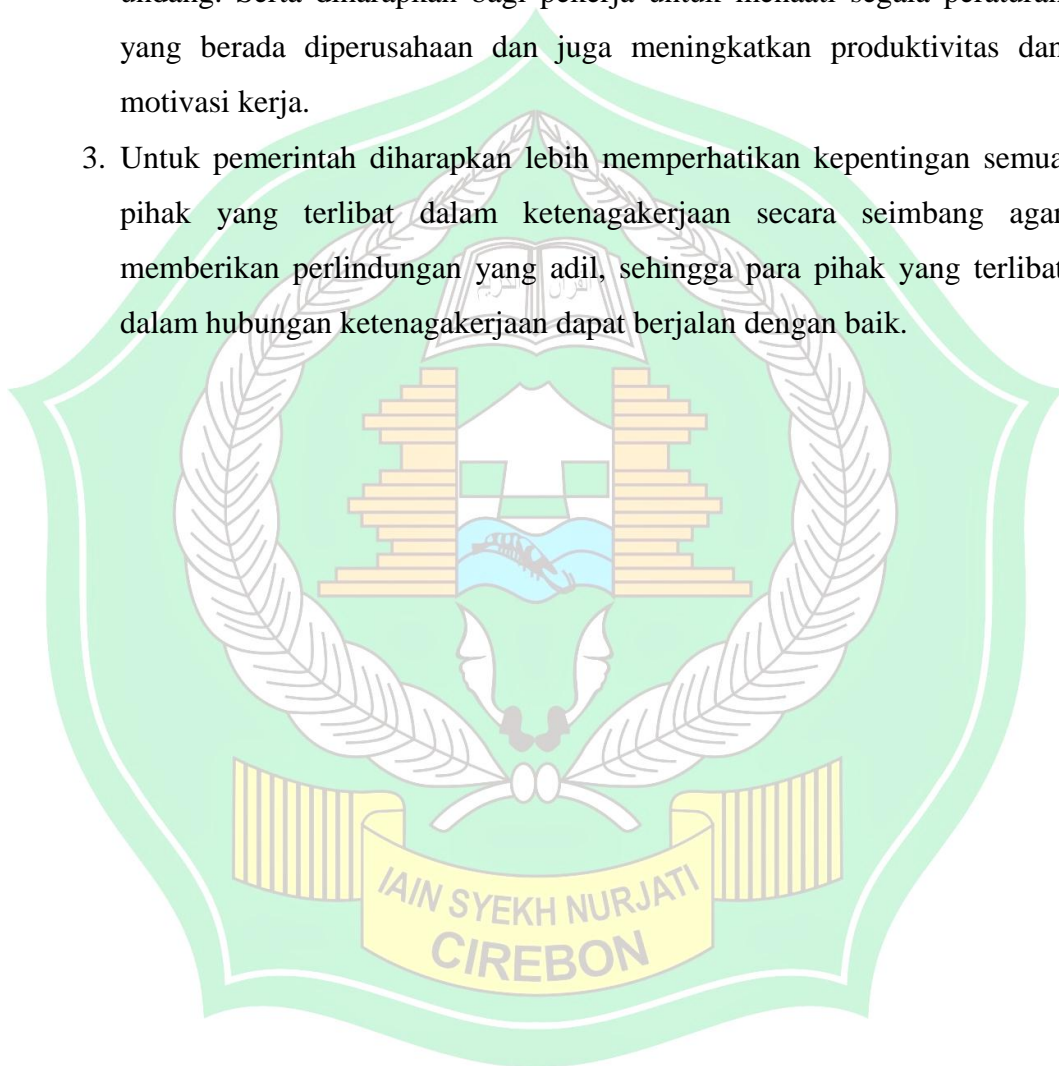 undang. Serta diharapkan bagi pekerja untuk menaati segala peraturan
yang berada diperusahaan dan juga meningkatkan produktivitas dan
motivasi kerja.
3. Untuk pemerintah diharapkan lebih memperhatikan kepentingan semua
pihak yang terlibat dalam ketenagakerjaan secara seimbang agar
memberikan perlindungan yang adil, sehingga para pihak yang terlibat
القرآن الكريم
dalam hubungan ketenagakerjaan dapat berjalan dengan baik.
IAIN SYEKH NURJATI
CIREBON